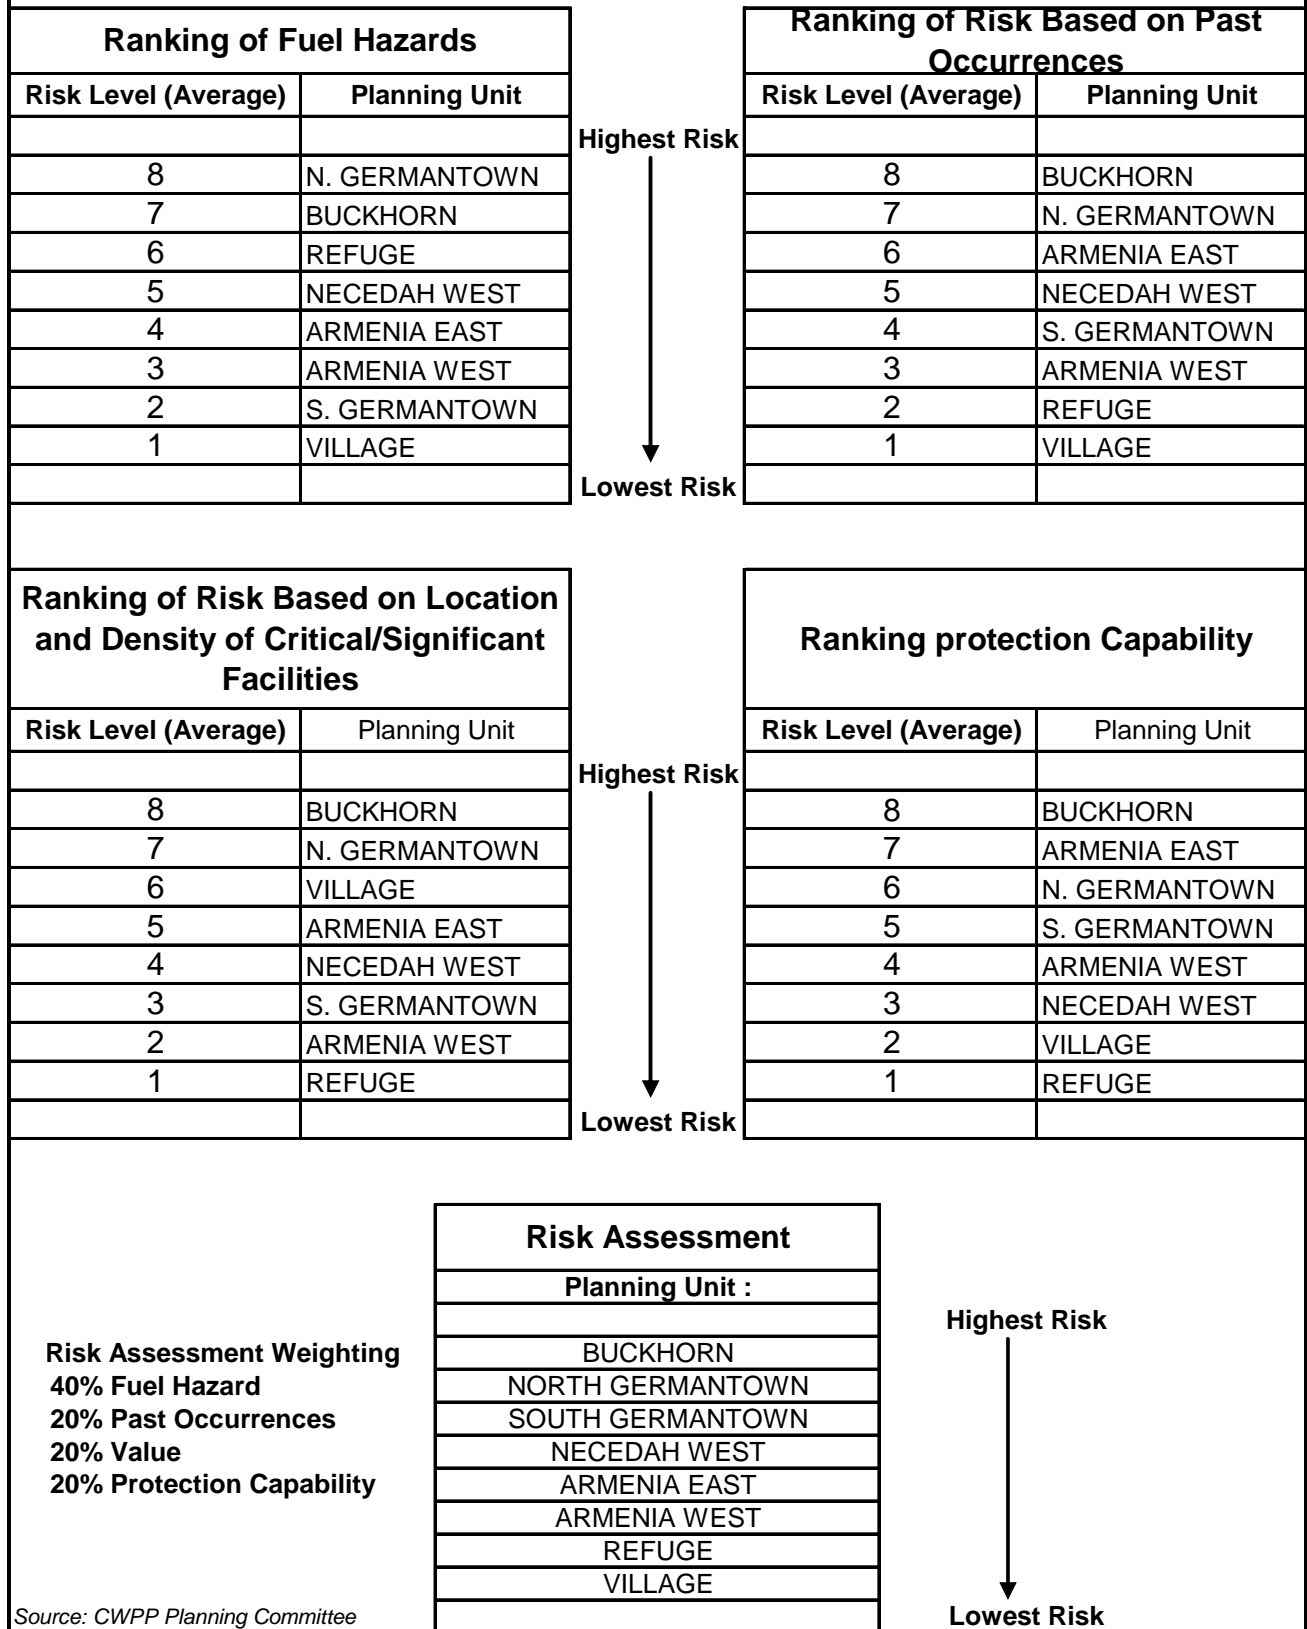 Ranking of Fuel Hazards
Risk Level (Average) Planning Unit
8 N. GERMANTOWN
7 BUCKHORN
6 REFUGE
5 NECEDAH WEST
4 ARMENIA EAST
3 ARMENIA WEST
2 S. GERMANTOWN
1 VILLAGE
Highest Risk
Lowest Risk
Ranking of Risk Based on Past
Occurrences
Risk Level (Average) Planning Unit
8 BUCKHORN
7 N. GERMANTOWN
6 ARMENIA EAST
5 NECEDAH WEST
4 S. GERMANTOWN
3 ARMENIA WEST
2 REFUGE
1 VILLAGE
Ranking of Risk Based on Location
and Density of Critical/Significant
Facilities
Risk Level (Average) Planning Unit
8 BUCKHORN
7 N. GERMANTOWN
6 VILLAGE
5 ARMENIA EAST
4 NECEDAH WEST
3 S. GERMANTOWN
2 ARMENIA WEST
1 REFUGE
Highest Risk
Lowest Risk
Ranking protection Capability
Risk Level (Average) Planning Unit
8 BUCKHORN
7 ARMENIA EAST
6 N. GERMANTOWN
5 S. GERMANTOWN
4 ARMENIA WEST
3 NECEDAH WEST
2 VILLAGE
1 REFUGE
Risk Assessment Weighting
40% Fuel Hazard
20% Past Occurrences
20% Value
20% Protection Capability
Risk Assessment
Planning Unit :
BUCKHORN
NORTH GERMANTOWN
SOUTH GERMANTOWN
NECEDAH WEST
ARMENIA EAST
ARMENIA WEST
REFUGE
VILLAGE
Highest Risk
Lowest Risk
Source: CWPP Planning Committee